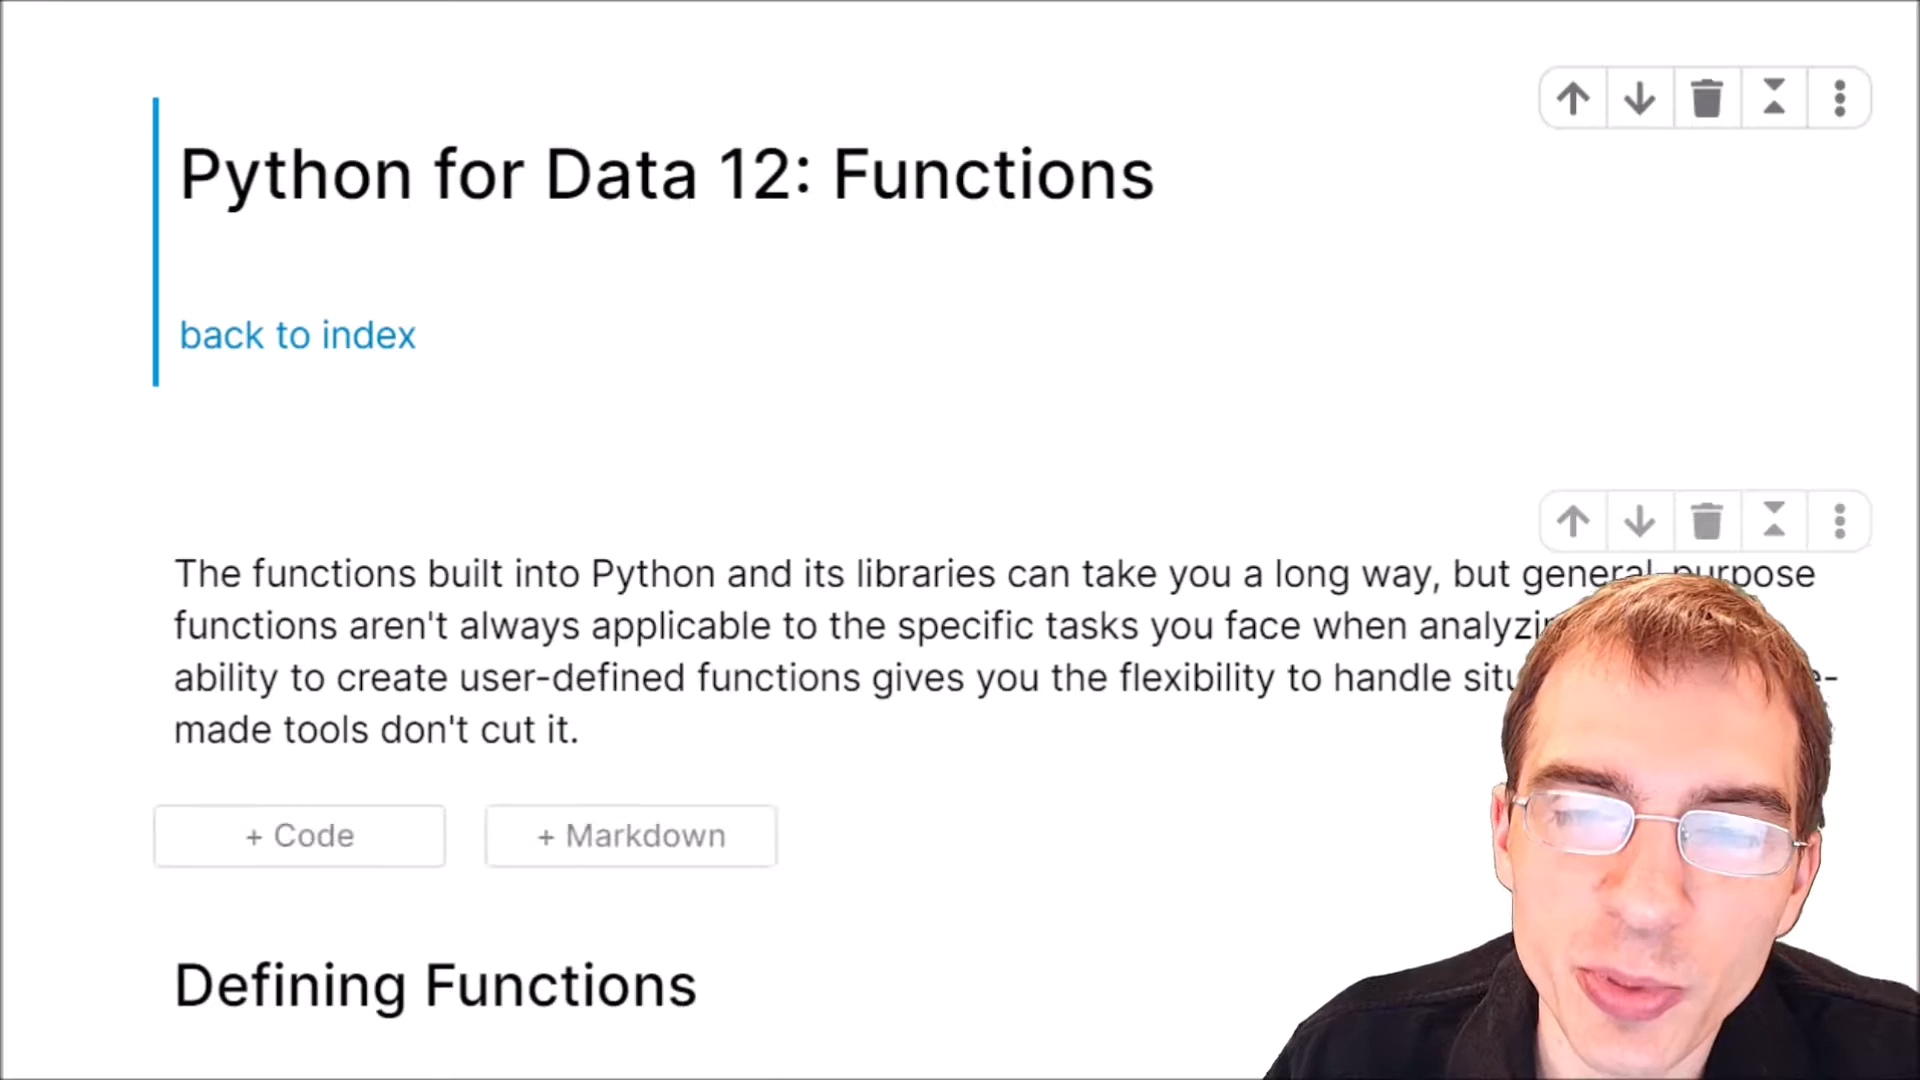 Python for Data 12: Functions
back to index
The functions built into Python and its libraries can take you a long way, but general-purpose
functions aren't always applicable to the specific tasks you face when
ability to create user-defined functions gives you the flexibility to handle
made tools don't cut it.
+ Code
+ Markdown
Defining Functions